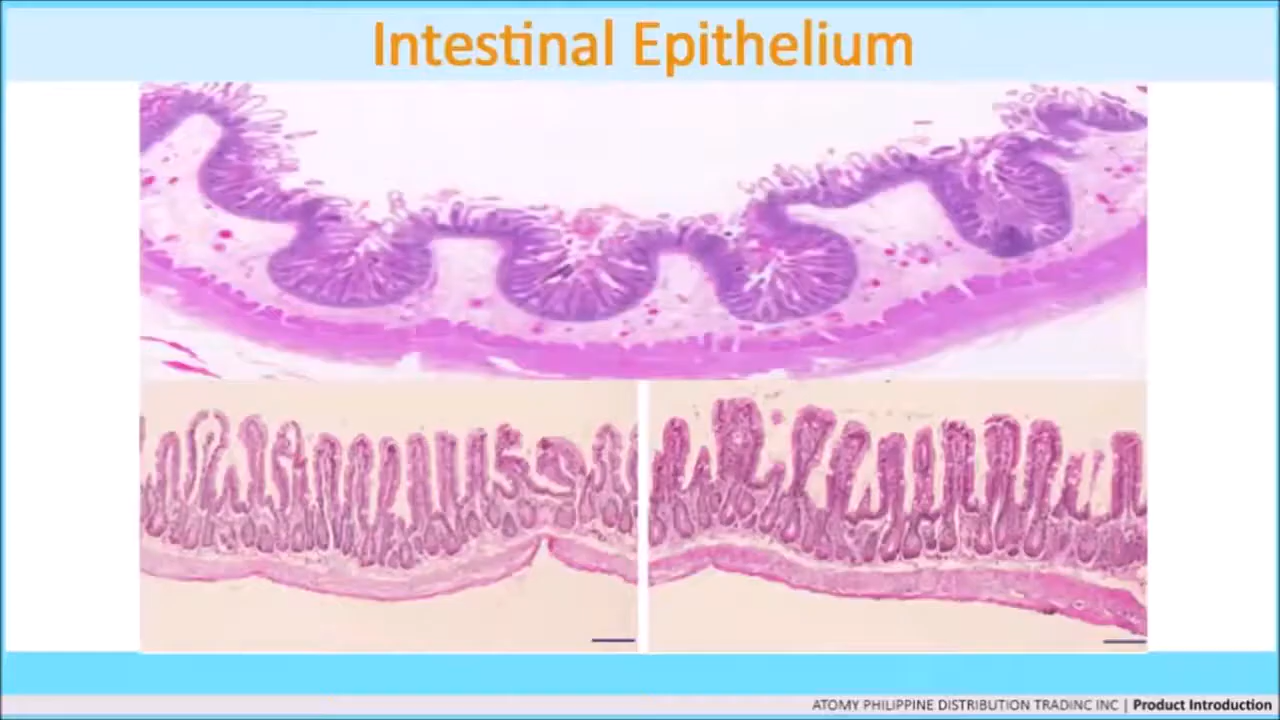 Intestinal Epithelium
ATOMY PHILIPPINE DISTRIBUTION TRADINC INC | Product Introduction